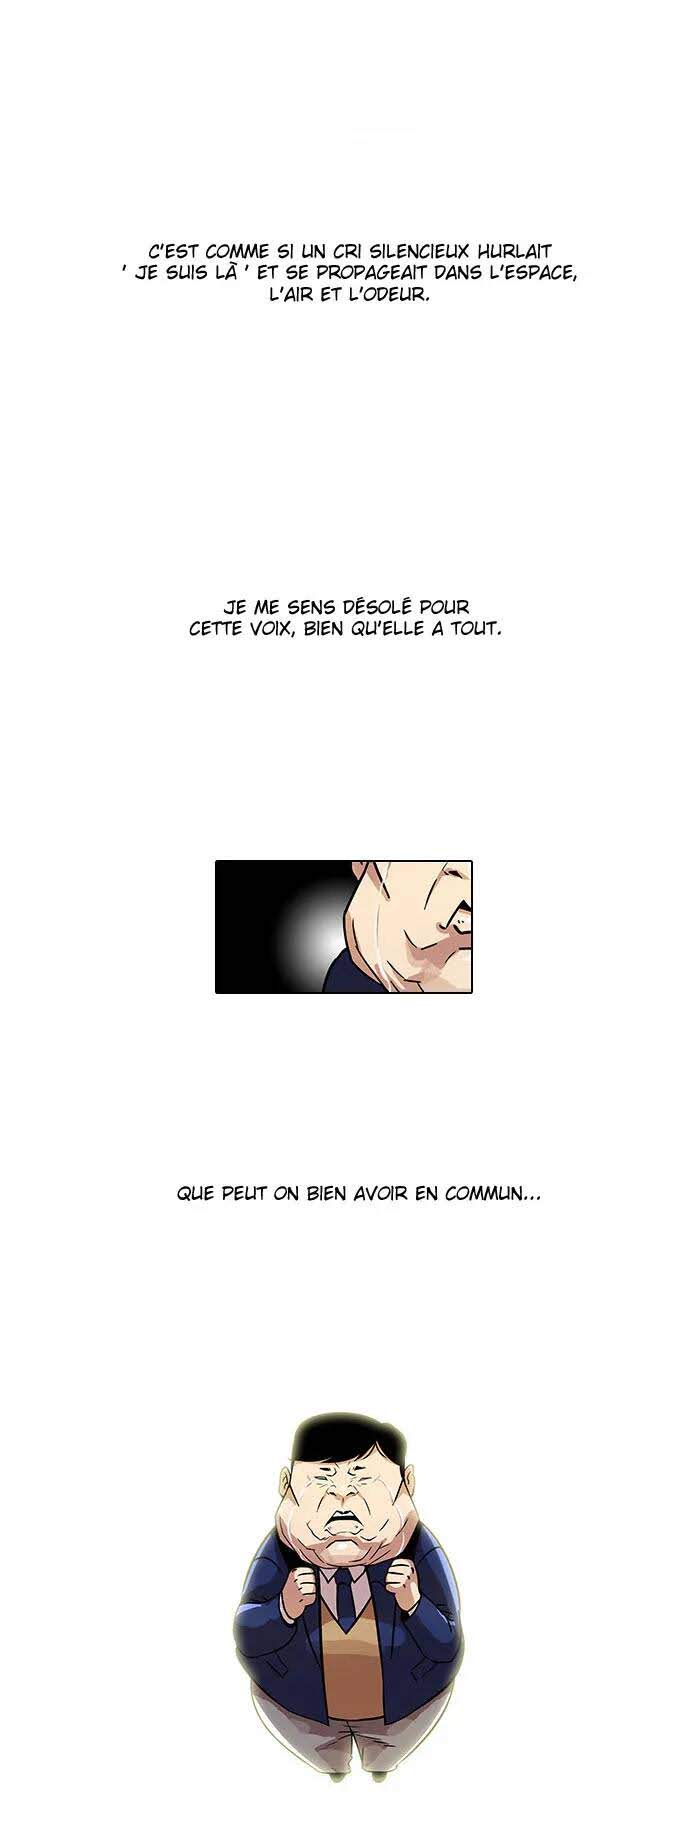 C'EST COMME SI UN CRI SILENCIEUX HURLAIT
' JE SUIS LÀ ' ET SE PROPAGEAIT DANS L'ESPACE,
L'AIR ET L'ODEUR.
JE ME SENS DÉSOLÉ POUR
CETTE VOIX, BIEN QU'ELLE A TOUT.
QUE PEUT ON BIEN AVOIR EN COMMUN...